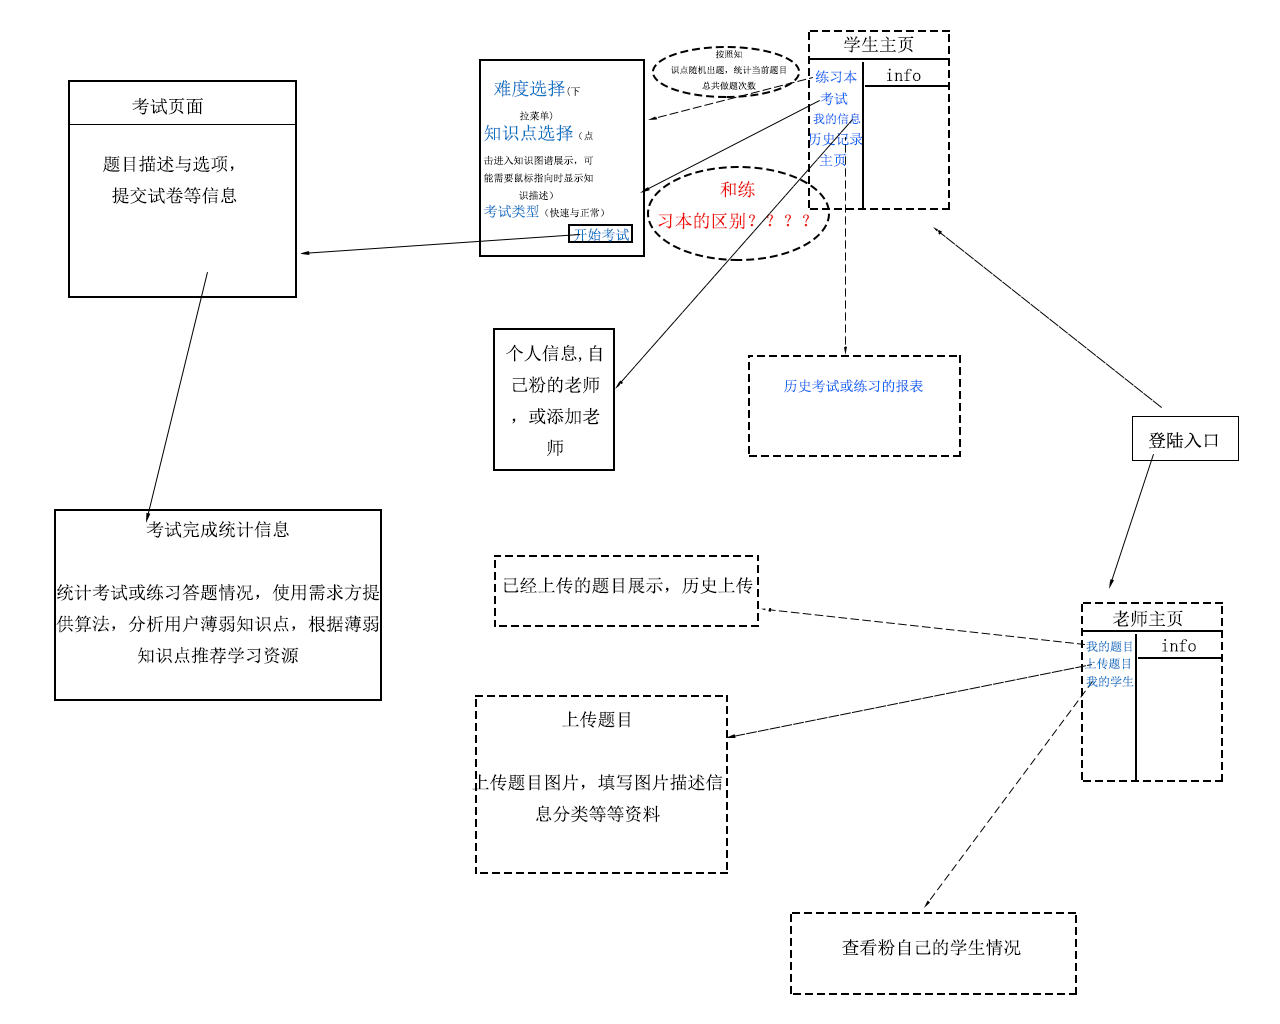 学生主页
info
练习本
考试
我的信息
历史记录
主页
按照知
识点随机出题，统计当前题目
总共做题次数
难度选择(下
拉菜单)
知识点选择（点
击进入知识图谱展示，可
能需要鼠标指向时显示知
识描述）
考试类型（快速与正常）
开始考试
和练
习本的区别？？？？
考试页面
题目描述与选项，
提交试卷等信息
个人信息,自
己粉的老师
，或添加老
师
历史考试或练习的报表
登陆入口
考试完成统计信息
统计考试或练习答题情况，使用需求方提
供算法，分析用户薄弱知识点，根据薄弱
知识点推荐学习资源
已经上传的题目展示，历史上传
老师主页
info
我的题目
上传题目
我的学生
上传题目
上传题目图片，填写图片描述信
息分类等等资料
查看粉自己的学生情况